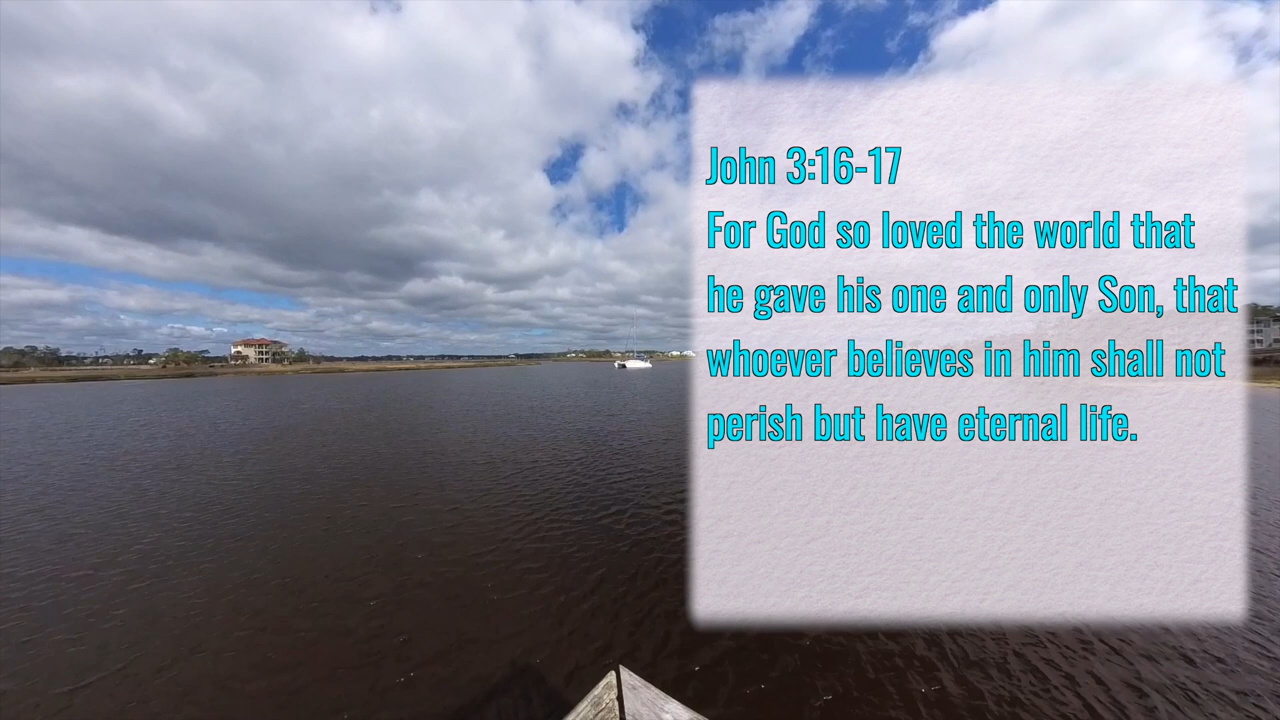 John 3:16-17
For God so loved the world that
he gave his one and only Son, that
whoever believes in him shall not
perish but have eternal life.